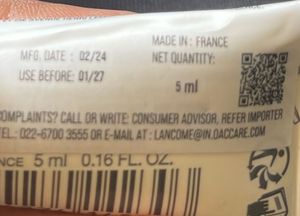 MADE IN : FRANCE
MFG. DATE : 02/24
NET QUANTITY:
USE BEFORE: 01/27
5 ml
COMPLAINTS? CALL OR WRITE: CONSUMER ADVISOR, REFER IMPORTER
TEL.: 022-6700 3555 OR E-MAIL AT : LANCOME@IN.OACCARE.COM
NCE 5 ml 0.16 FL. OZ.